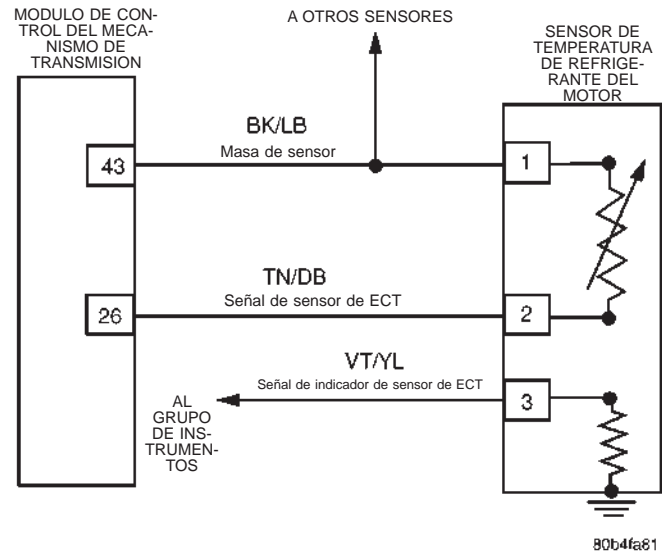 MODULO DE CON-
TROL DEL MECA-
NISMO DE
TRANSMISION
A OTROS SENSORES
SENSOR DE
TEMPERATURA
DE REFRIGE-
RANTE DEL
MOTOR
BK/LB
Masa de sensor
43
1
TN/DB
Señal de sensor de ECT
26
2
VT/YL
Señal de indicador de sensor de ECT
3
AL
GRUPO
DE INS-
TRUMEN-
TOS
80b4fa81